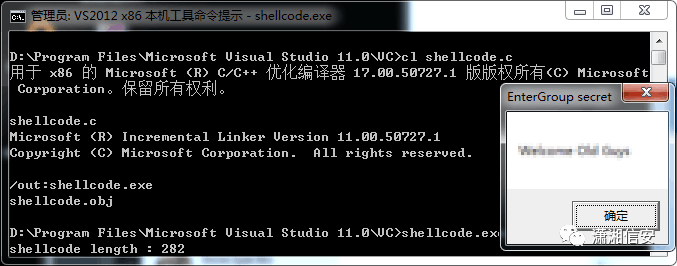 管理员: VS2012 x86 本机工具命令提示 - shellcode.exe
D:\Program Files\Microsoft Visual Studio 11.0\VC>cl shellcode.c
用于 x86 的 Microsoft (R) C/C++ 优化编译器 17.00.50727.1 版版权所有(C) Microsoft
Corporation。保留所有权利。
shellcode.c
Microsoft (R) Incremental Linker Version 11.00.50727.1
Copyright (C) Microsoft Corporation.  All rights reserved.
/out:shellcode.exe
shellcode.obj
D:\Program Files\Microsoft Visual Studio 11.0\VC>shellcode.exe
shellcode length : 282
EnterGroup secret
Welcome Old Guys
确定
潇湘信安